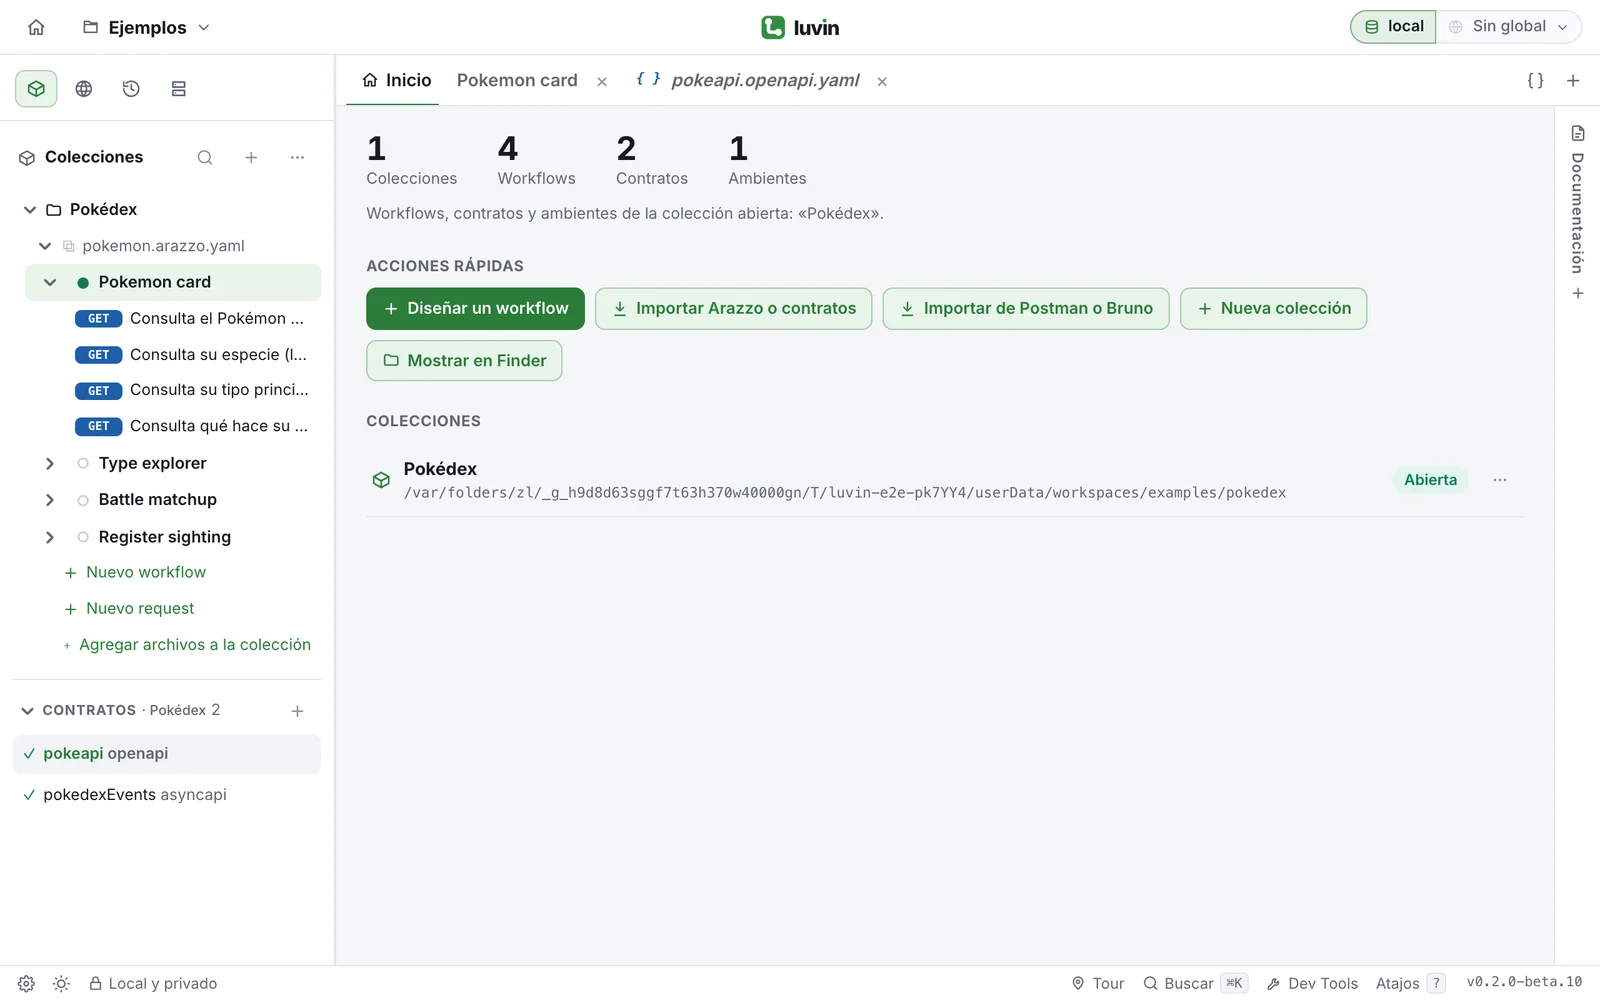 Ejemplos
luvin
local
Sin global
Inicio
Pokemon card
{ } pokeapi.openapi.yaml
{}
Colecciones
Pokédex
pokemon.arazzo.yaml
Pokemon card
GET Consulta el Pokémon ...
GET Consulta su especie (l...
GET Consulta su tipo princi...
GET Consulta qué hace su ...
Type explorer
Battle matchup
Register sighting
+ Nuevo workflow
+ Nuevo request
+ Agregar archivos a la colección
CONTRATOS · Pokédex 2
pokeapi openapi
pokedexEvents asyncapi
1 4 2 1
Colecciones Workflows Contratos Ambientes
Workflows, contratos y ambientes de la colección abierta: «Pokédex».
ACCIONES RÁPIDAS
+ Diseñar un workflow
Importar Arazzo o contratos
Importar de Postman o Bruno
+ Nueva colección
Mostrar en Finder
COLECCIONES
Pokédex
/var/folders/zl/_g_h9d8d63sggf7t63h370w40000gn/T/luvin-e2e-pk7YY4/userData/workspaces/examples/pokedex
Abierta
Documentación
Local y privado
Tour
Buscar ⌘K
Dev Tools
Atajos ?
v0.2.0-beta.10